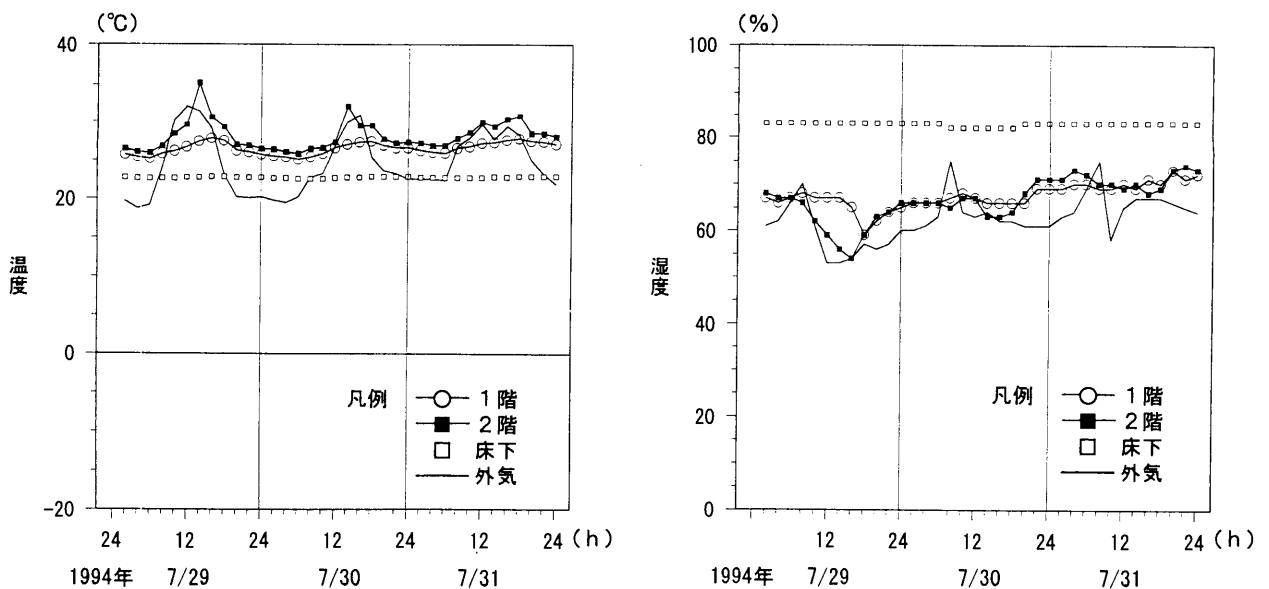 (℃)
40
20
0
-20
温度
凡例
1階
2階
床下
外気
24 12 24 12 24 12 24 (h)
1994年 7/29 7/30 7/31
(%)
100
80
60
40
20
0
湿度
凡例
1階
2階
床下
外気
12 24 12 24 12 24 (h)
1994年 7/29 7/30 7/31